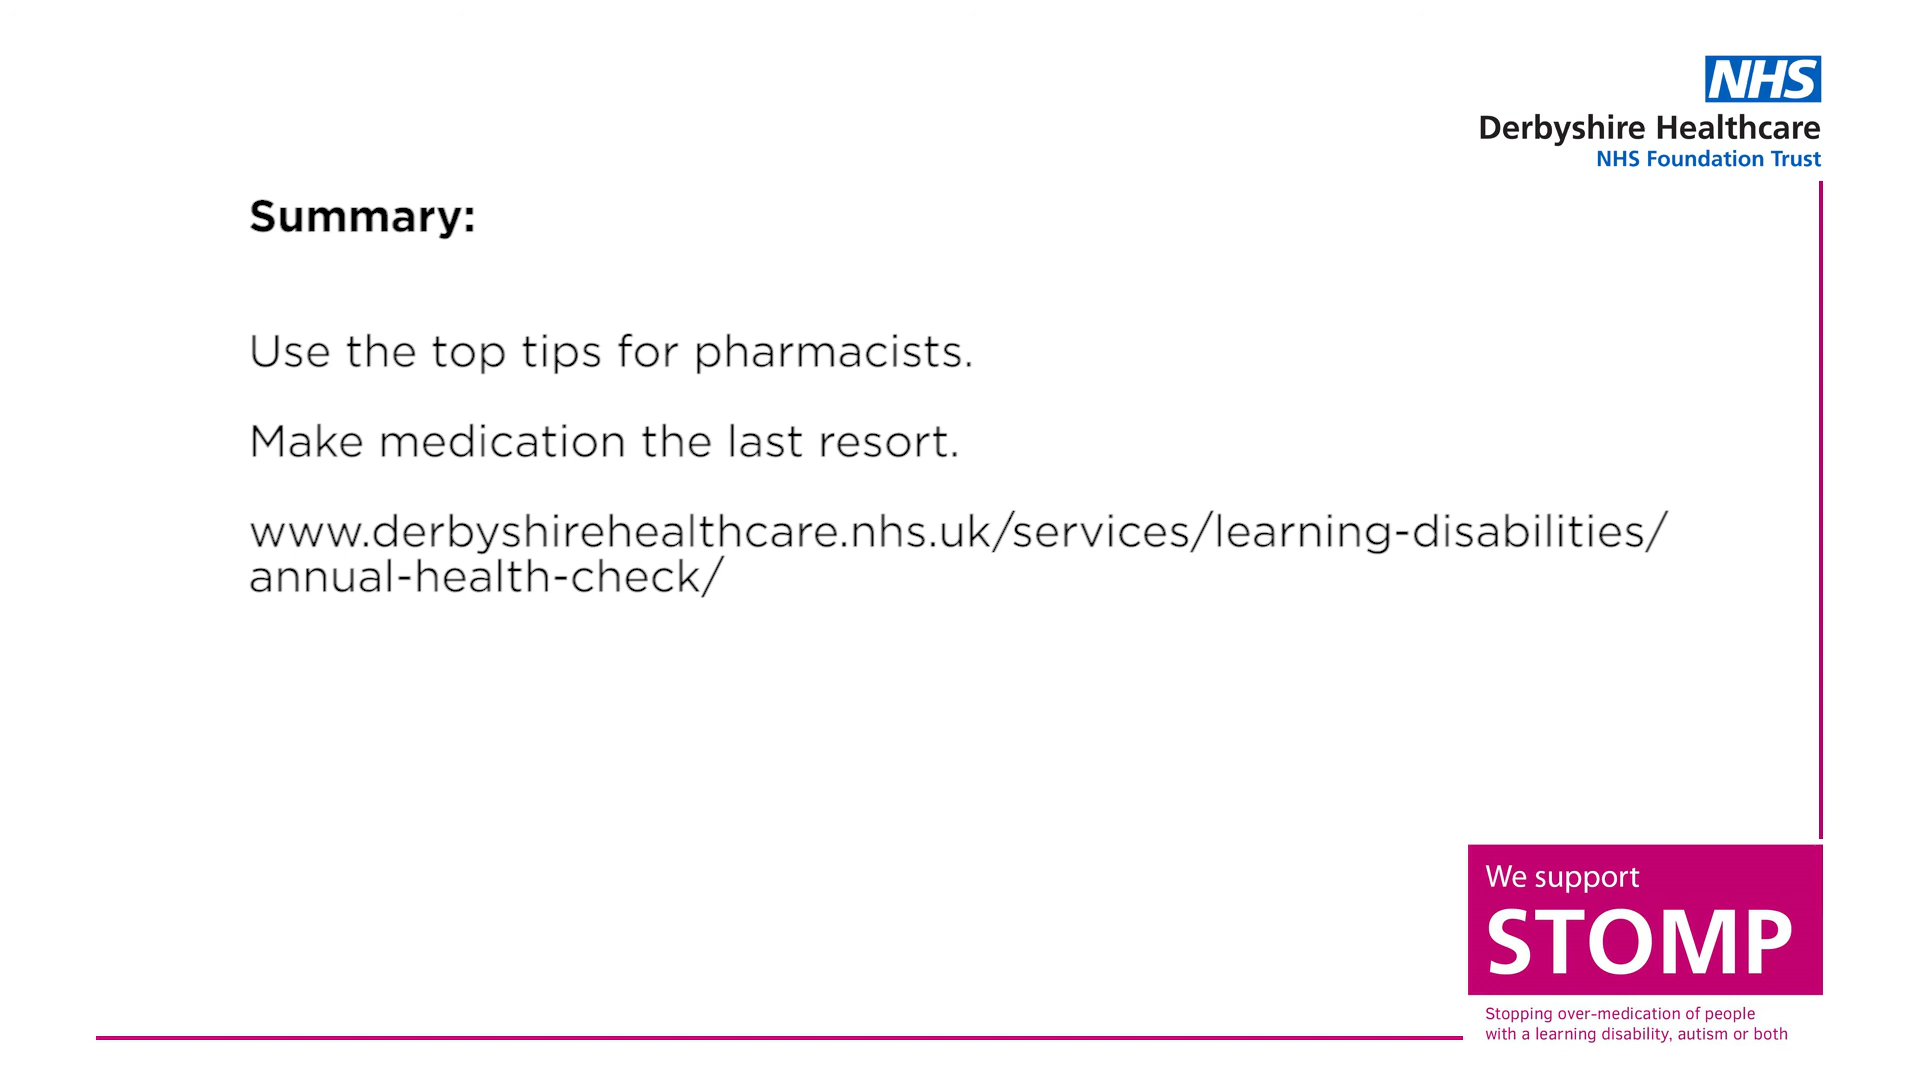 NHS
Derbyshire Healthcare
NHS Foundation Trust
Summary:
Use the top tips for pharmacists.
Make medication the last resort.
www.derbyshirehealthcare.nhs.uk/services/learning-disabilities/
annual-health-check/
We support
STOMP
Stopping over-medication of people
with a learning disability, autism or both